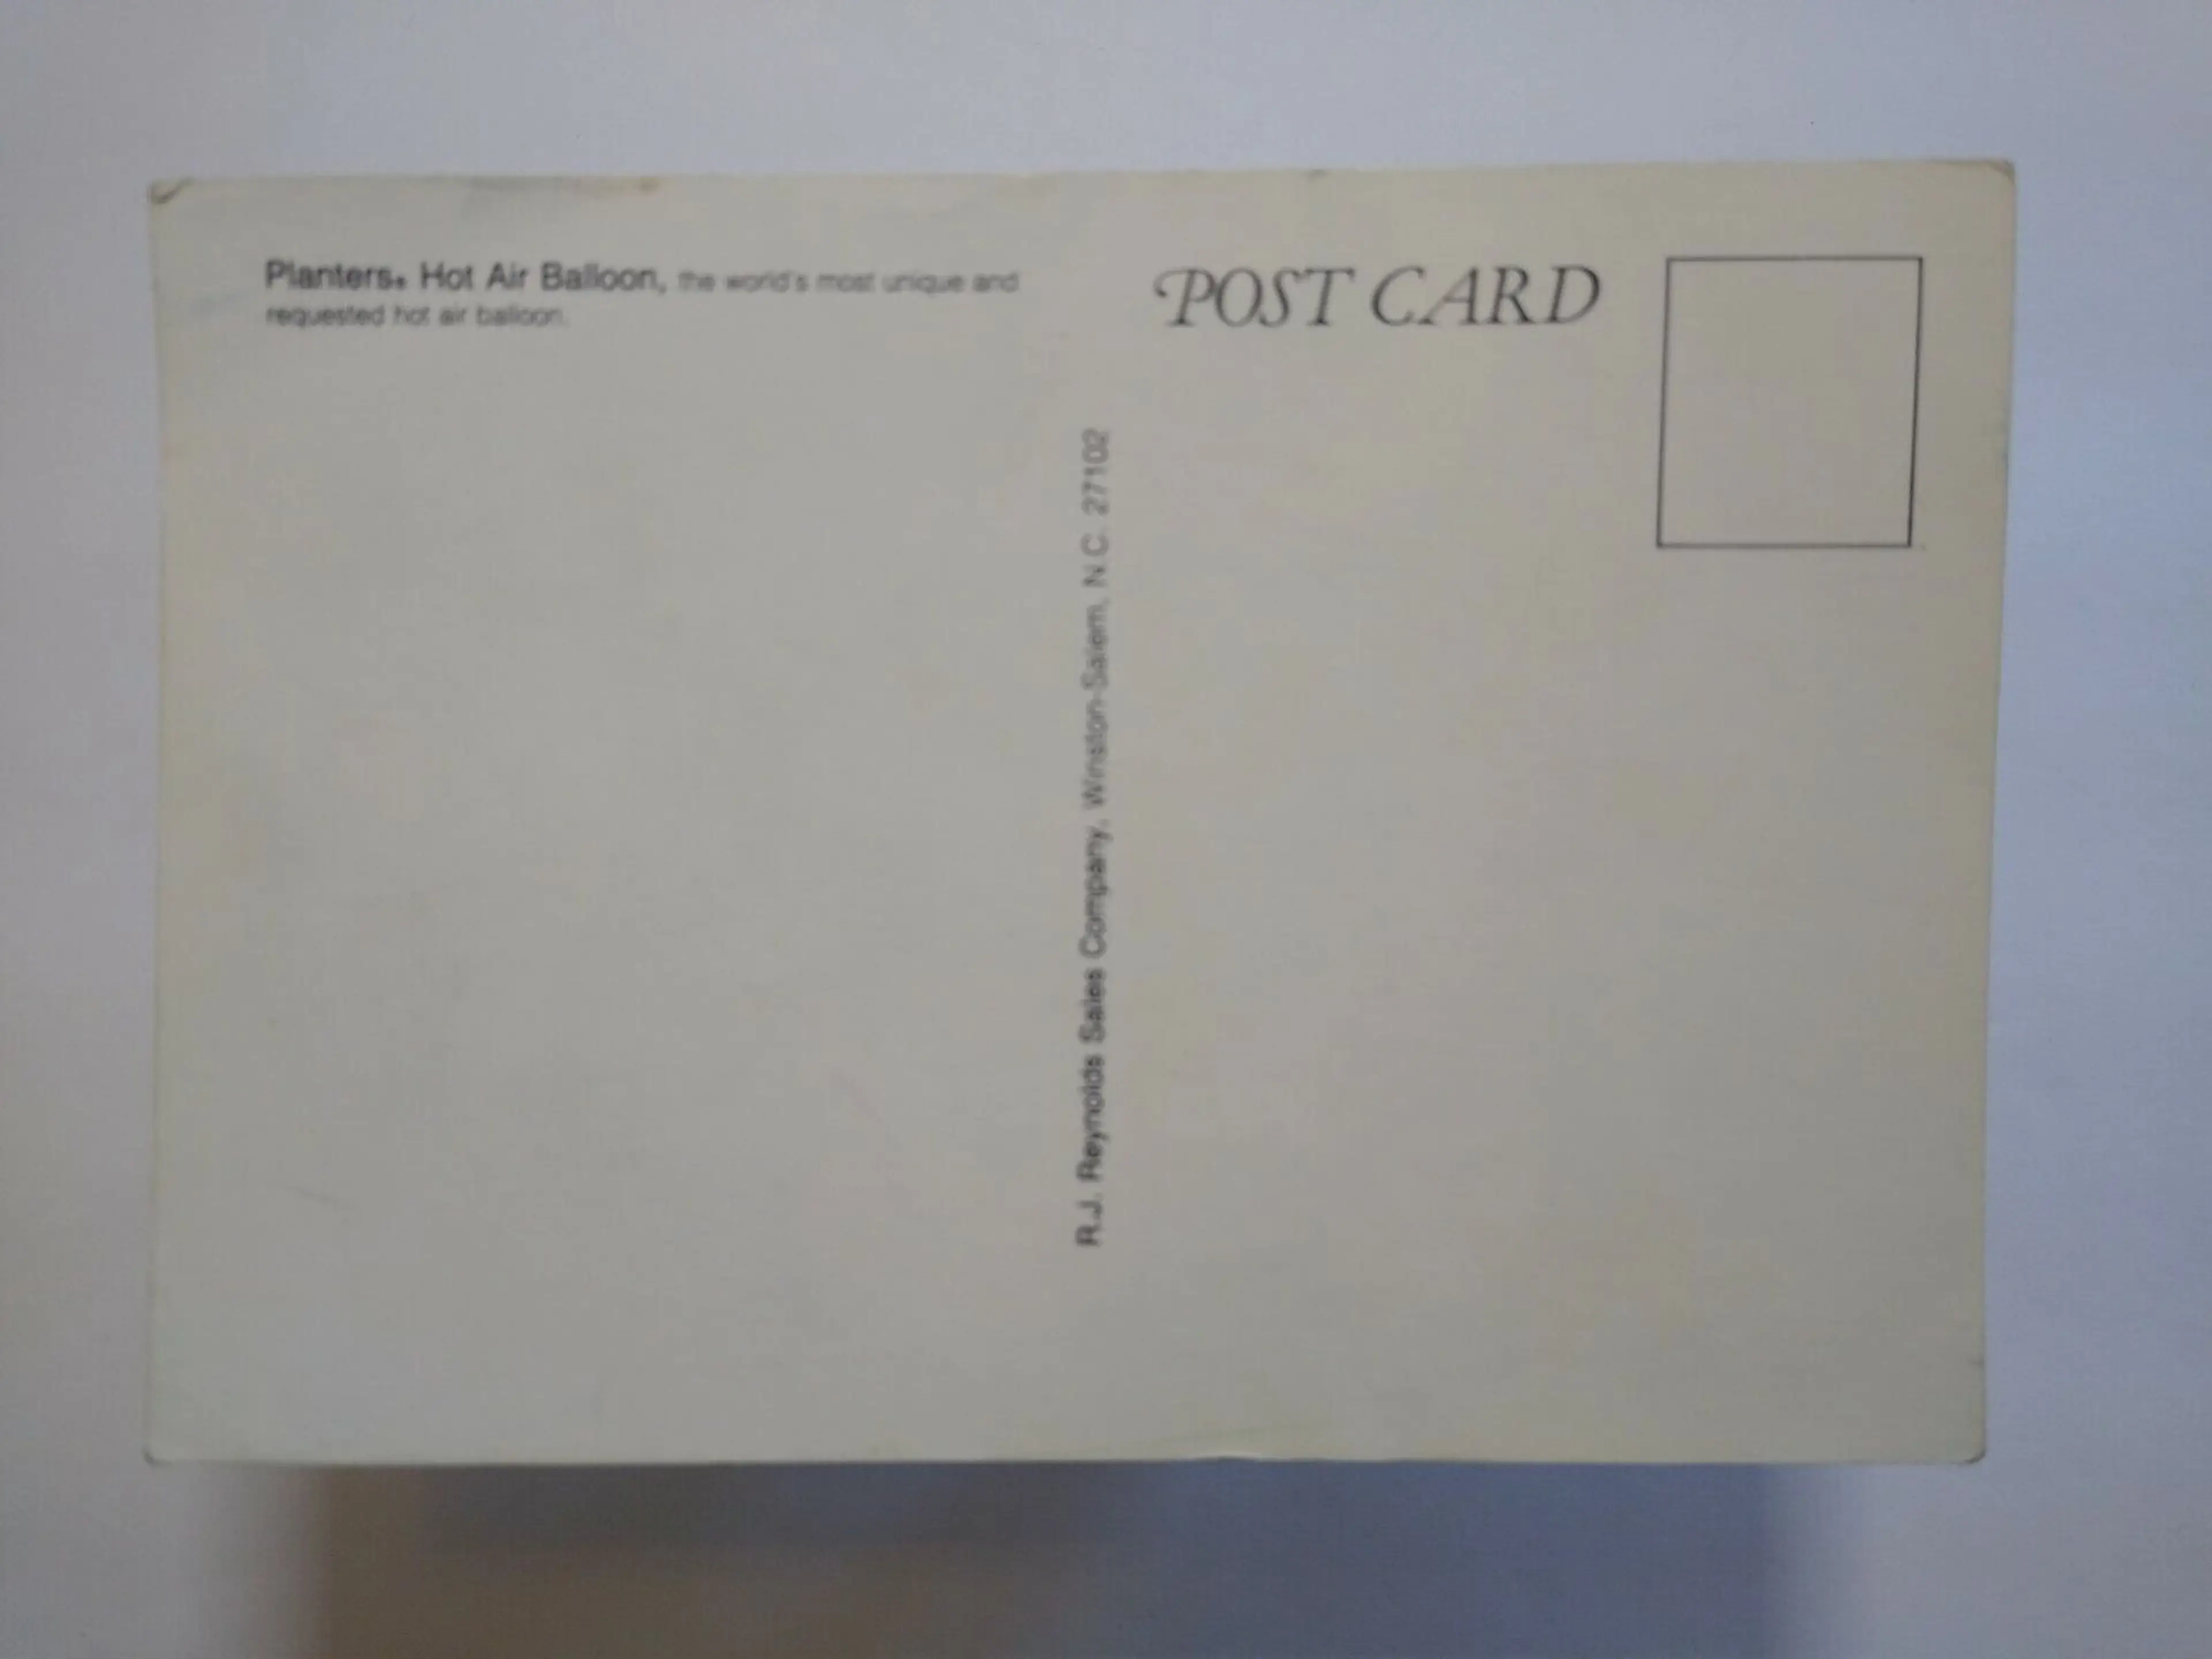 Planters® Hot Air Balloon, the world's most unique and
requested hot air balloon.
POST CARD
R.J. Reynolds Sales Company, Winston-Salem, N.C. 27102